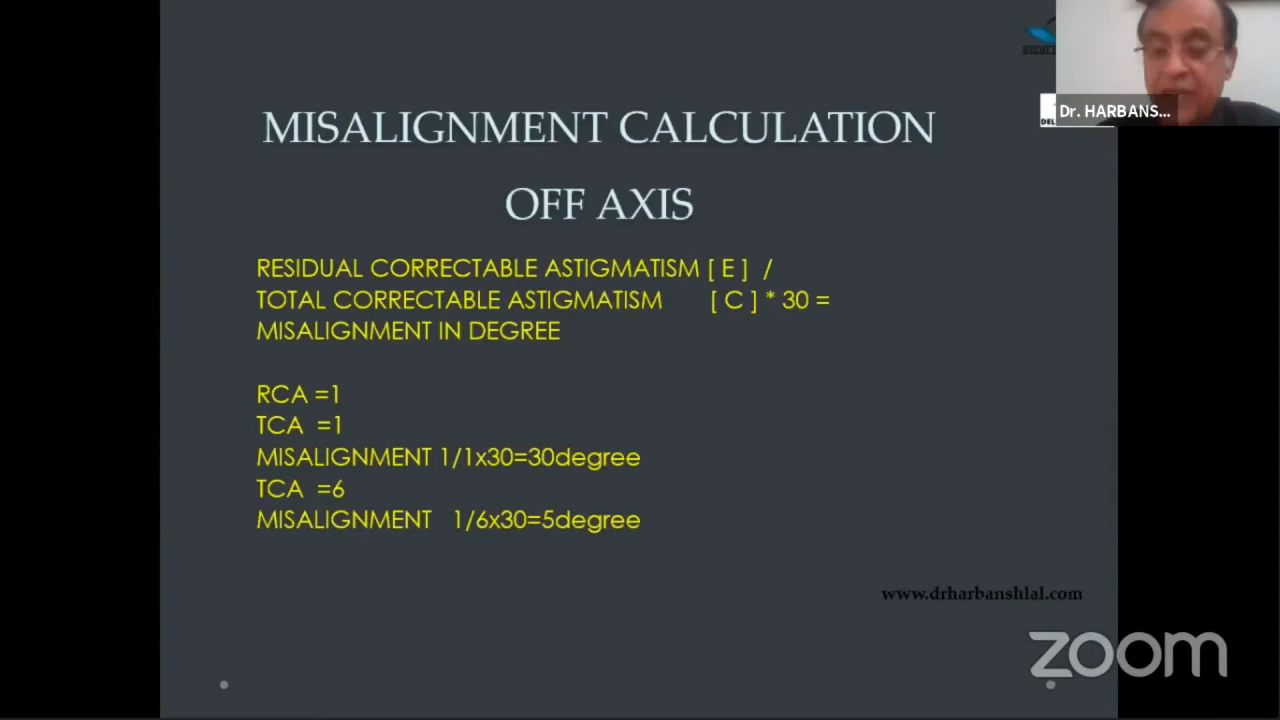 Dr. HARBANS...
MISALIGNMENT CALCULATION
OFF AXIS
RESIDUAL CORRECTABLE ASTIGMATISM [ E ] /
TOTAL CORRECTABLE ASTIGMATISM [ C ] * 30 =
MISALIGNMENT IN DEGREE
RCA =1
TCA =1
MISALIGNMENT 1/1x30=30degree
TCA =6
MISALIGNMENT 1/6x30=5degree
www.drharbanshlal.com
zoom